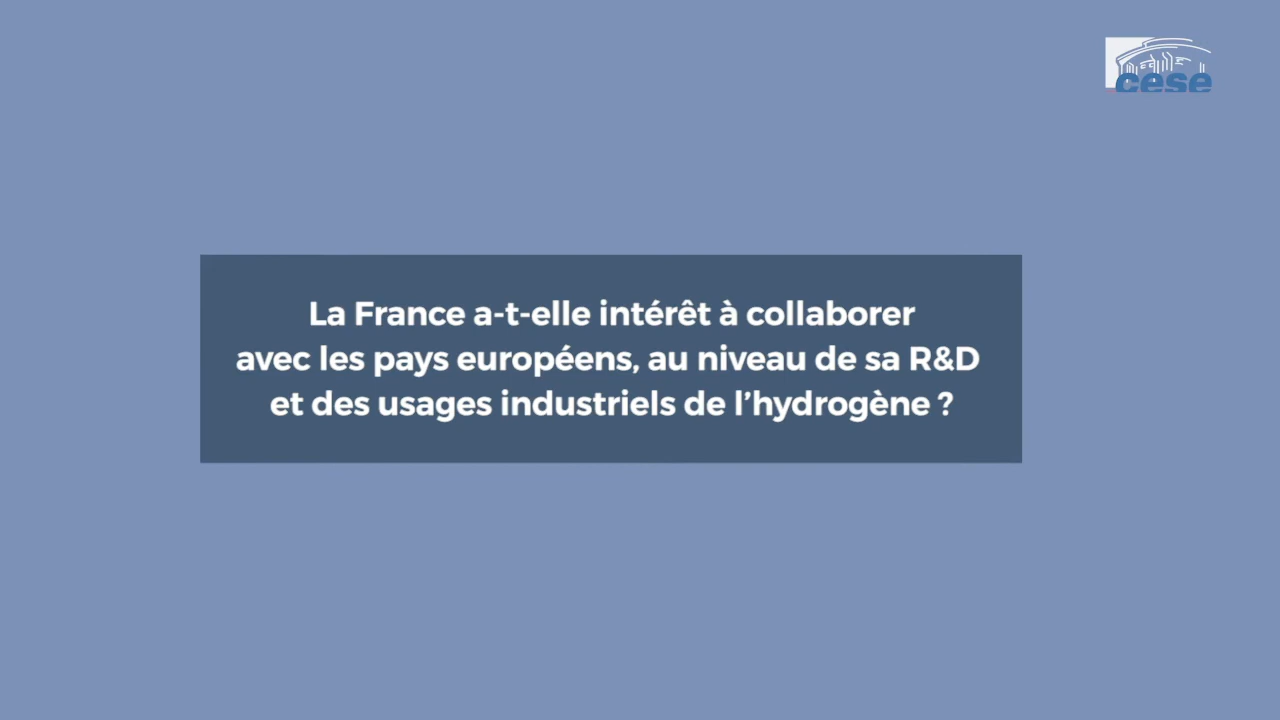 cese
La France a-t-elle intérêt à collaborer
avec les pays européens, au niveau de sa R&D
et des usages industriels de l’hydrogène ?